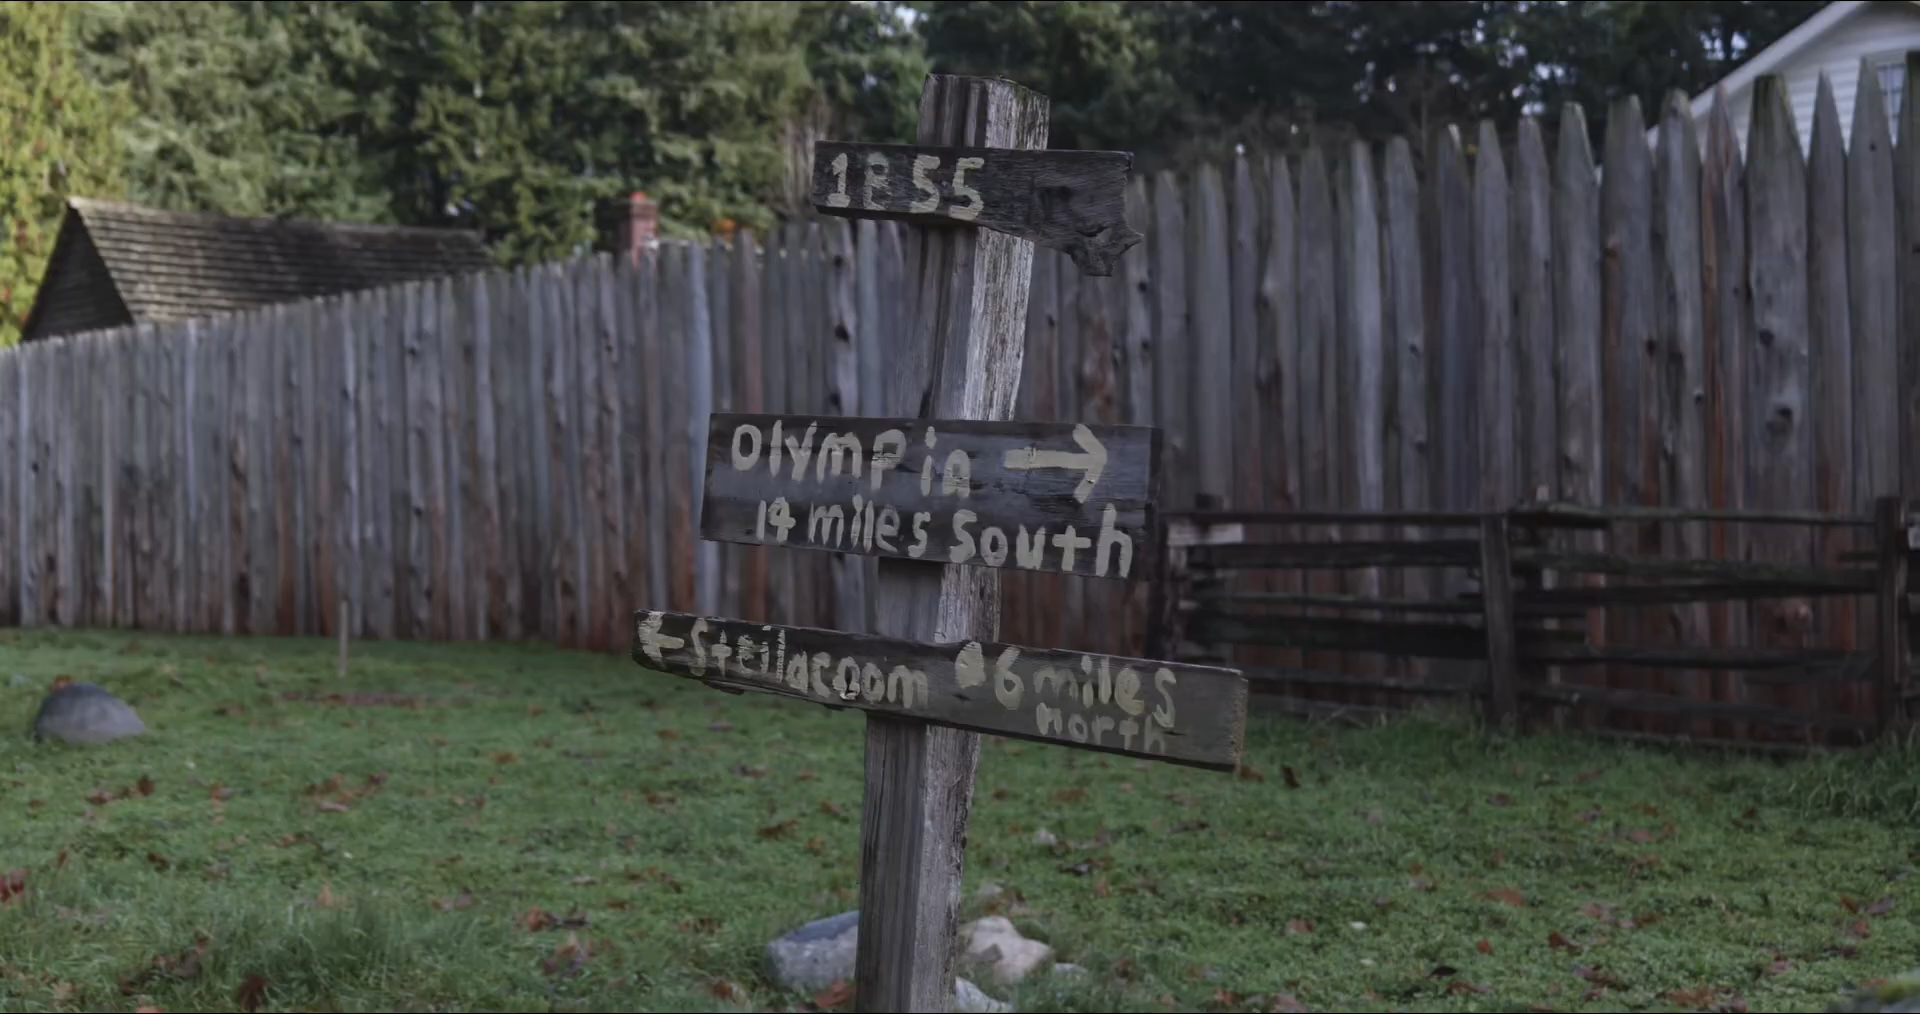 1855
Olympia →
14 miles South
← Steilacoom 6 miles
north